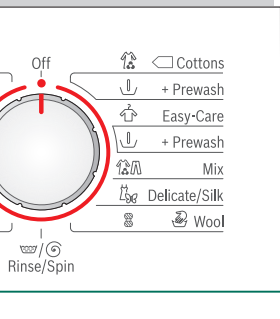 Off
Cottons
+ Prewash
Easy-Care
+ Prewash
Mix
Delicate/Silk
Wool
/
Rinse/Spin